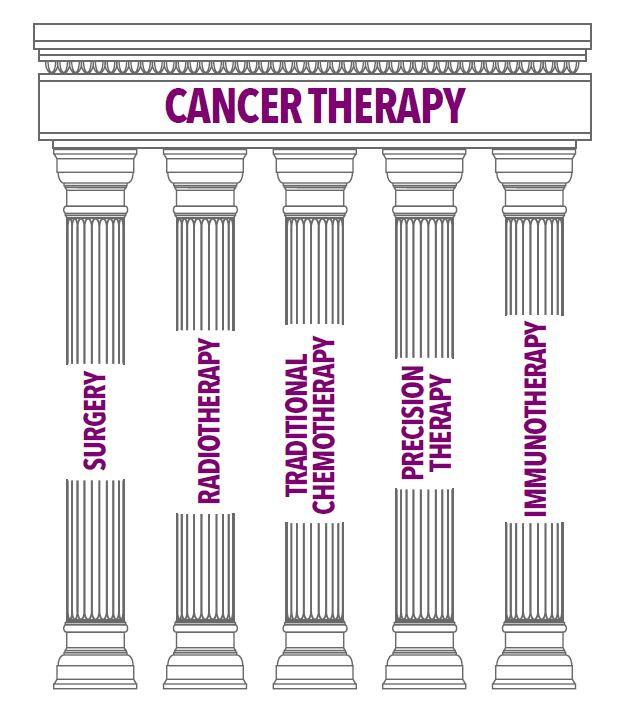 CANCER THERAPY
SURGERY
RADIOTHERAPY
TRADITIONAL
CHEMOTHERAPY
PRECISION
THERAPY
IMMUNOTHERAPY